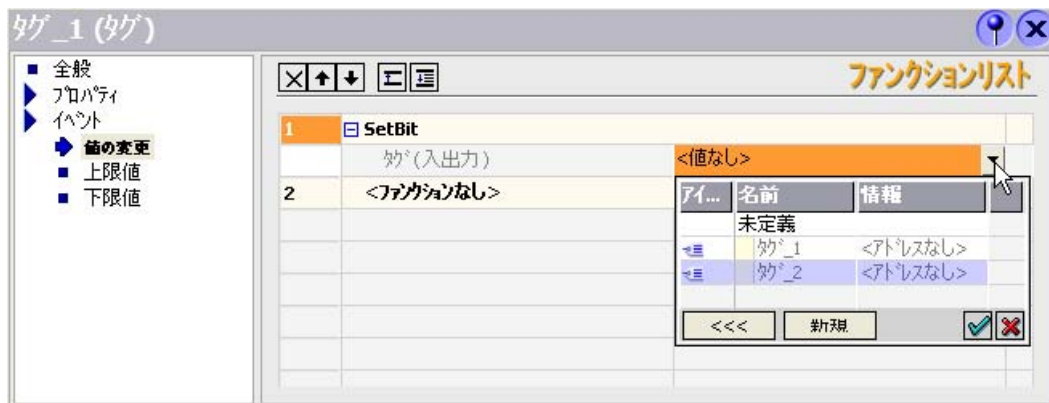 ﾀｸﾞ_1 (ﾀｸﾞ)
全般
ﾌﾟﾛﾊﾟﾃｨ
ｲﾍﾞﾝﾄ
値の変更
上限値
下限値
ファンクションリスト
1 SetBit
ﾀｸﾞ(入出力) <値なし>
2 <ﾌｧﾝｸｼｮﾝなし>
ｱｲ... 名前 情報
未定義
ﾀｸﾞ_1 <ｱﾄﾞﾚｽなし>
ﾀｸﾞ_2 <ｱﾄﾞﾚｽなし>
<<< 新規